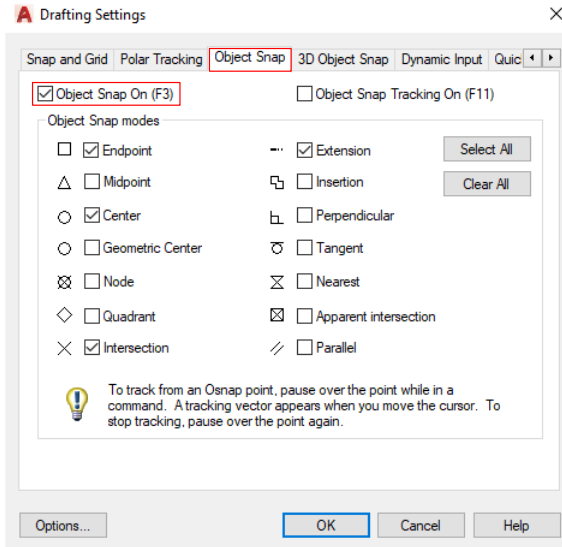 Drafting Settings
Snap and Grid Polar Tracking Object Snap 3D Object Snap Dynamic Input Quic
Object Snap On (F3) Object Snap Tracking On (F11)
Object Snap modes
Endpoint Extension Select All
Midpoint Insertion Clear All
Center Perpendicular
Geometric Center Tangent
Node Nearest
Quadrant Apparent intersection
Intersection Parallel
To track from an Osnap point, pause over the point while in a
command. A tracking vector appears when you move the cursor. To
stop tracking, pause over the point again.
Options... OK Cancel Help